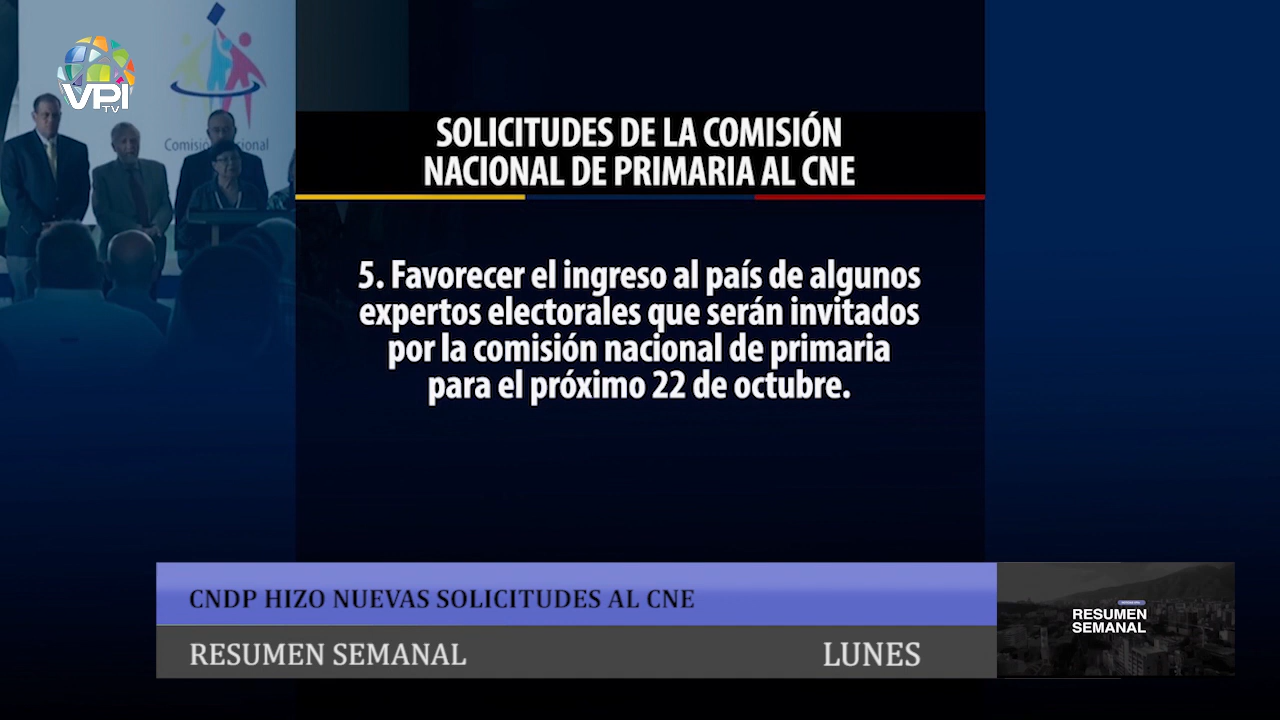 VPI
TV
Comisión Nacional
SOLICITUDES DE LA COMISIÓN
NACIONAL DE PRIMARIA AL CNE
5. Favorecer el ingreso al país de algunos
expertos electorales que serán invitados
por la comisión nacional de primaria
para el próximo 22 de octubre.
CNDP HIZO NUEVAS SOLICITUDES AL CNE
RESUMEN SEMANAL
LUNES
RESUMEN
SEMANAL